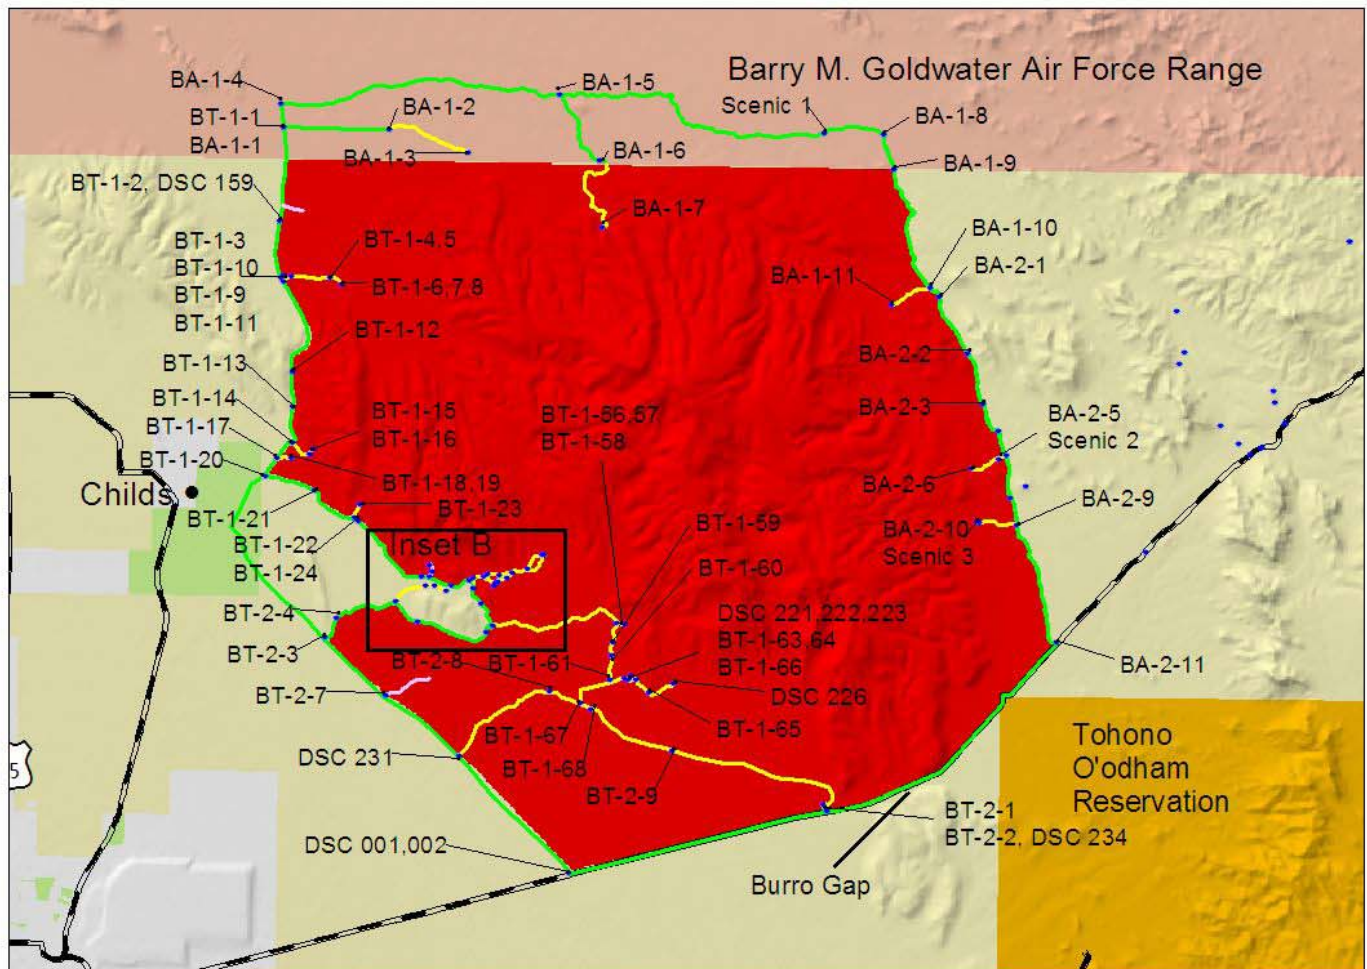 Barry M. Goldwater Air Force Range
BA-1-4
BA-1-5
BA-1-2
Scenic 1
BT-1-1
BA-1-8
BA-1-1
BA-1-3
BA-1-6
BA-1-9
BT-1-2, DSC 159
BA-1-7
BA-1-10
BT-1-3
BT-1-4.5
BT-1-10
BA-2-1
BA-1-11
BT-1-6,7,8
BT-1-9
BT-1-11
BT-1-12
BA-2-2
BT-1-13
BT-1-14
BA-2-3
BT-1-15
BT-1-66,67
BA-2-5
BT-1-17
BT-1-16
BT-1-58
Scenic 2
BT-1-20
BT-1-18,19
BA-2-6
Childs
BA-2-9
BT-1-21
BT-1-23
BT-1-59
BA-2-10
Scenic 3
BT-1-22
Inset B
BT-1-60
BT-1-24
BT-2-4
DSC 221,222,223
BT-1-63,64
BT-2-3
BT-2-8
BT-1-61
BT-1-66
BA-2-11
BT-2-7
DSC 226
BT-1-67
BT-1-65
DSC 231
BT-1-68
Tohono
O'odham
Reservation
5
BT-2-9
BT-2-1
BT-2-2, DSC 234
DSC 001,002
Burro Gap